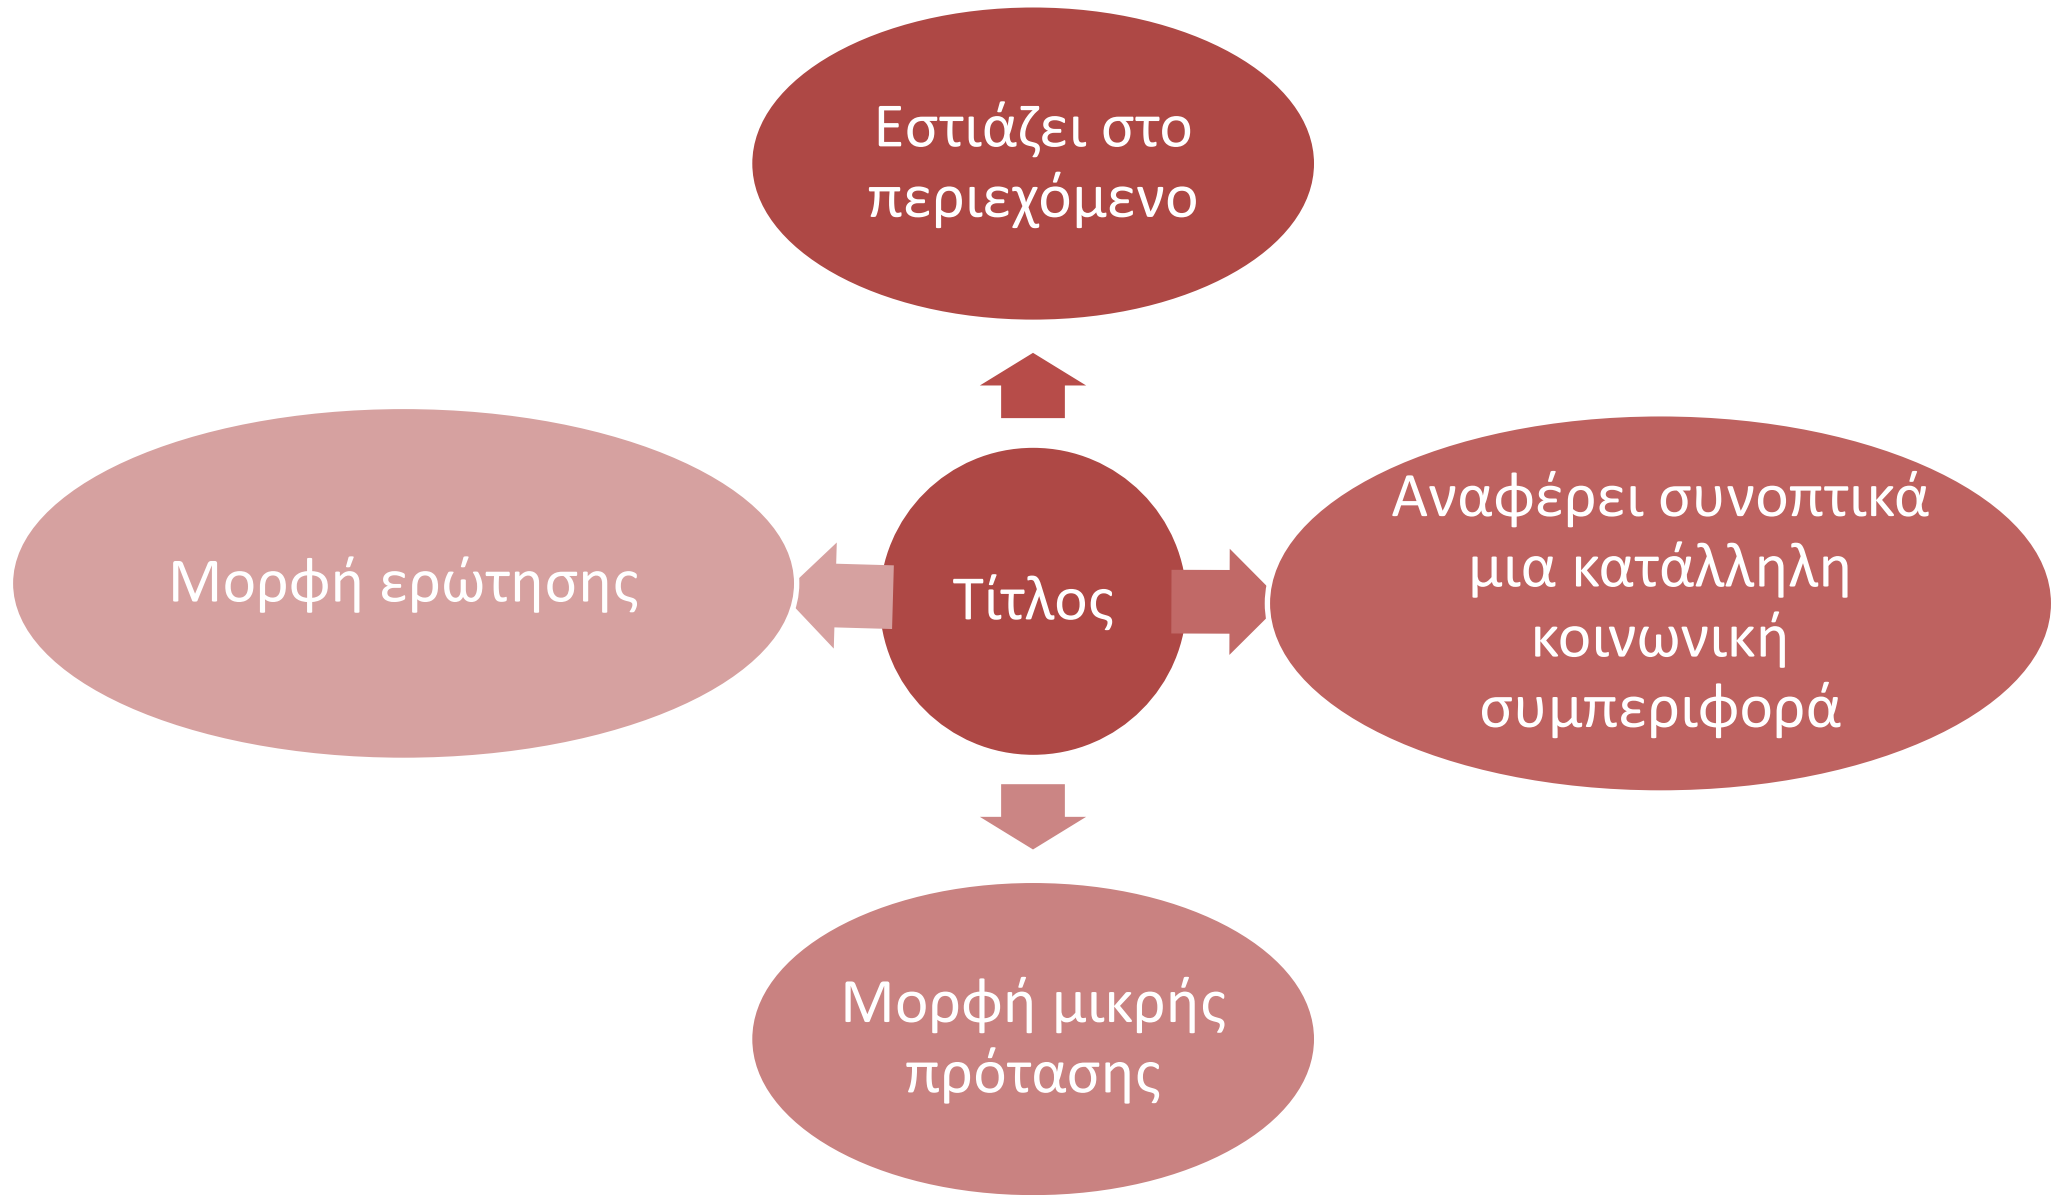 Εστιάζει στο
περιεχόμενο
Μορφή ερώτησης
Τίτλος
Αναφέρει συνοπτικά
μια κατάλληλη
κοινωνική
συμπεριφορά
Μορφή μικρής
πρότασης